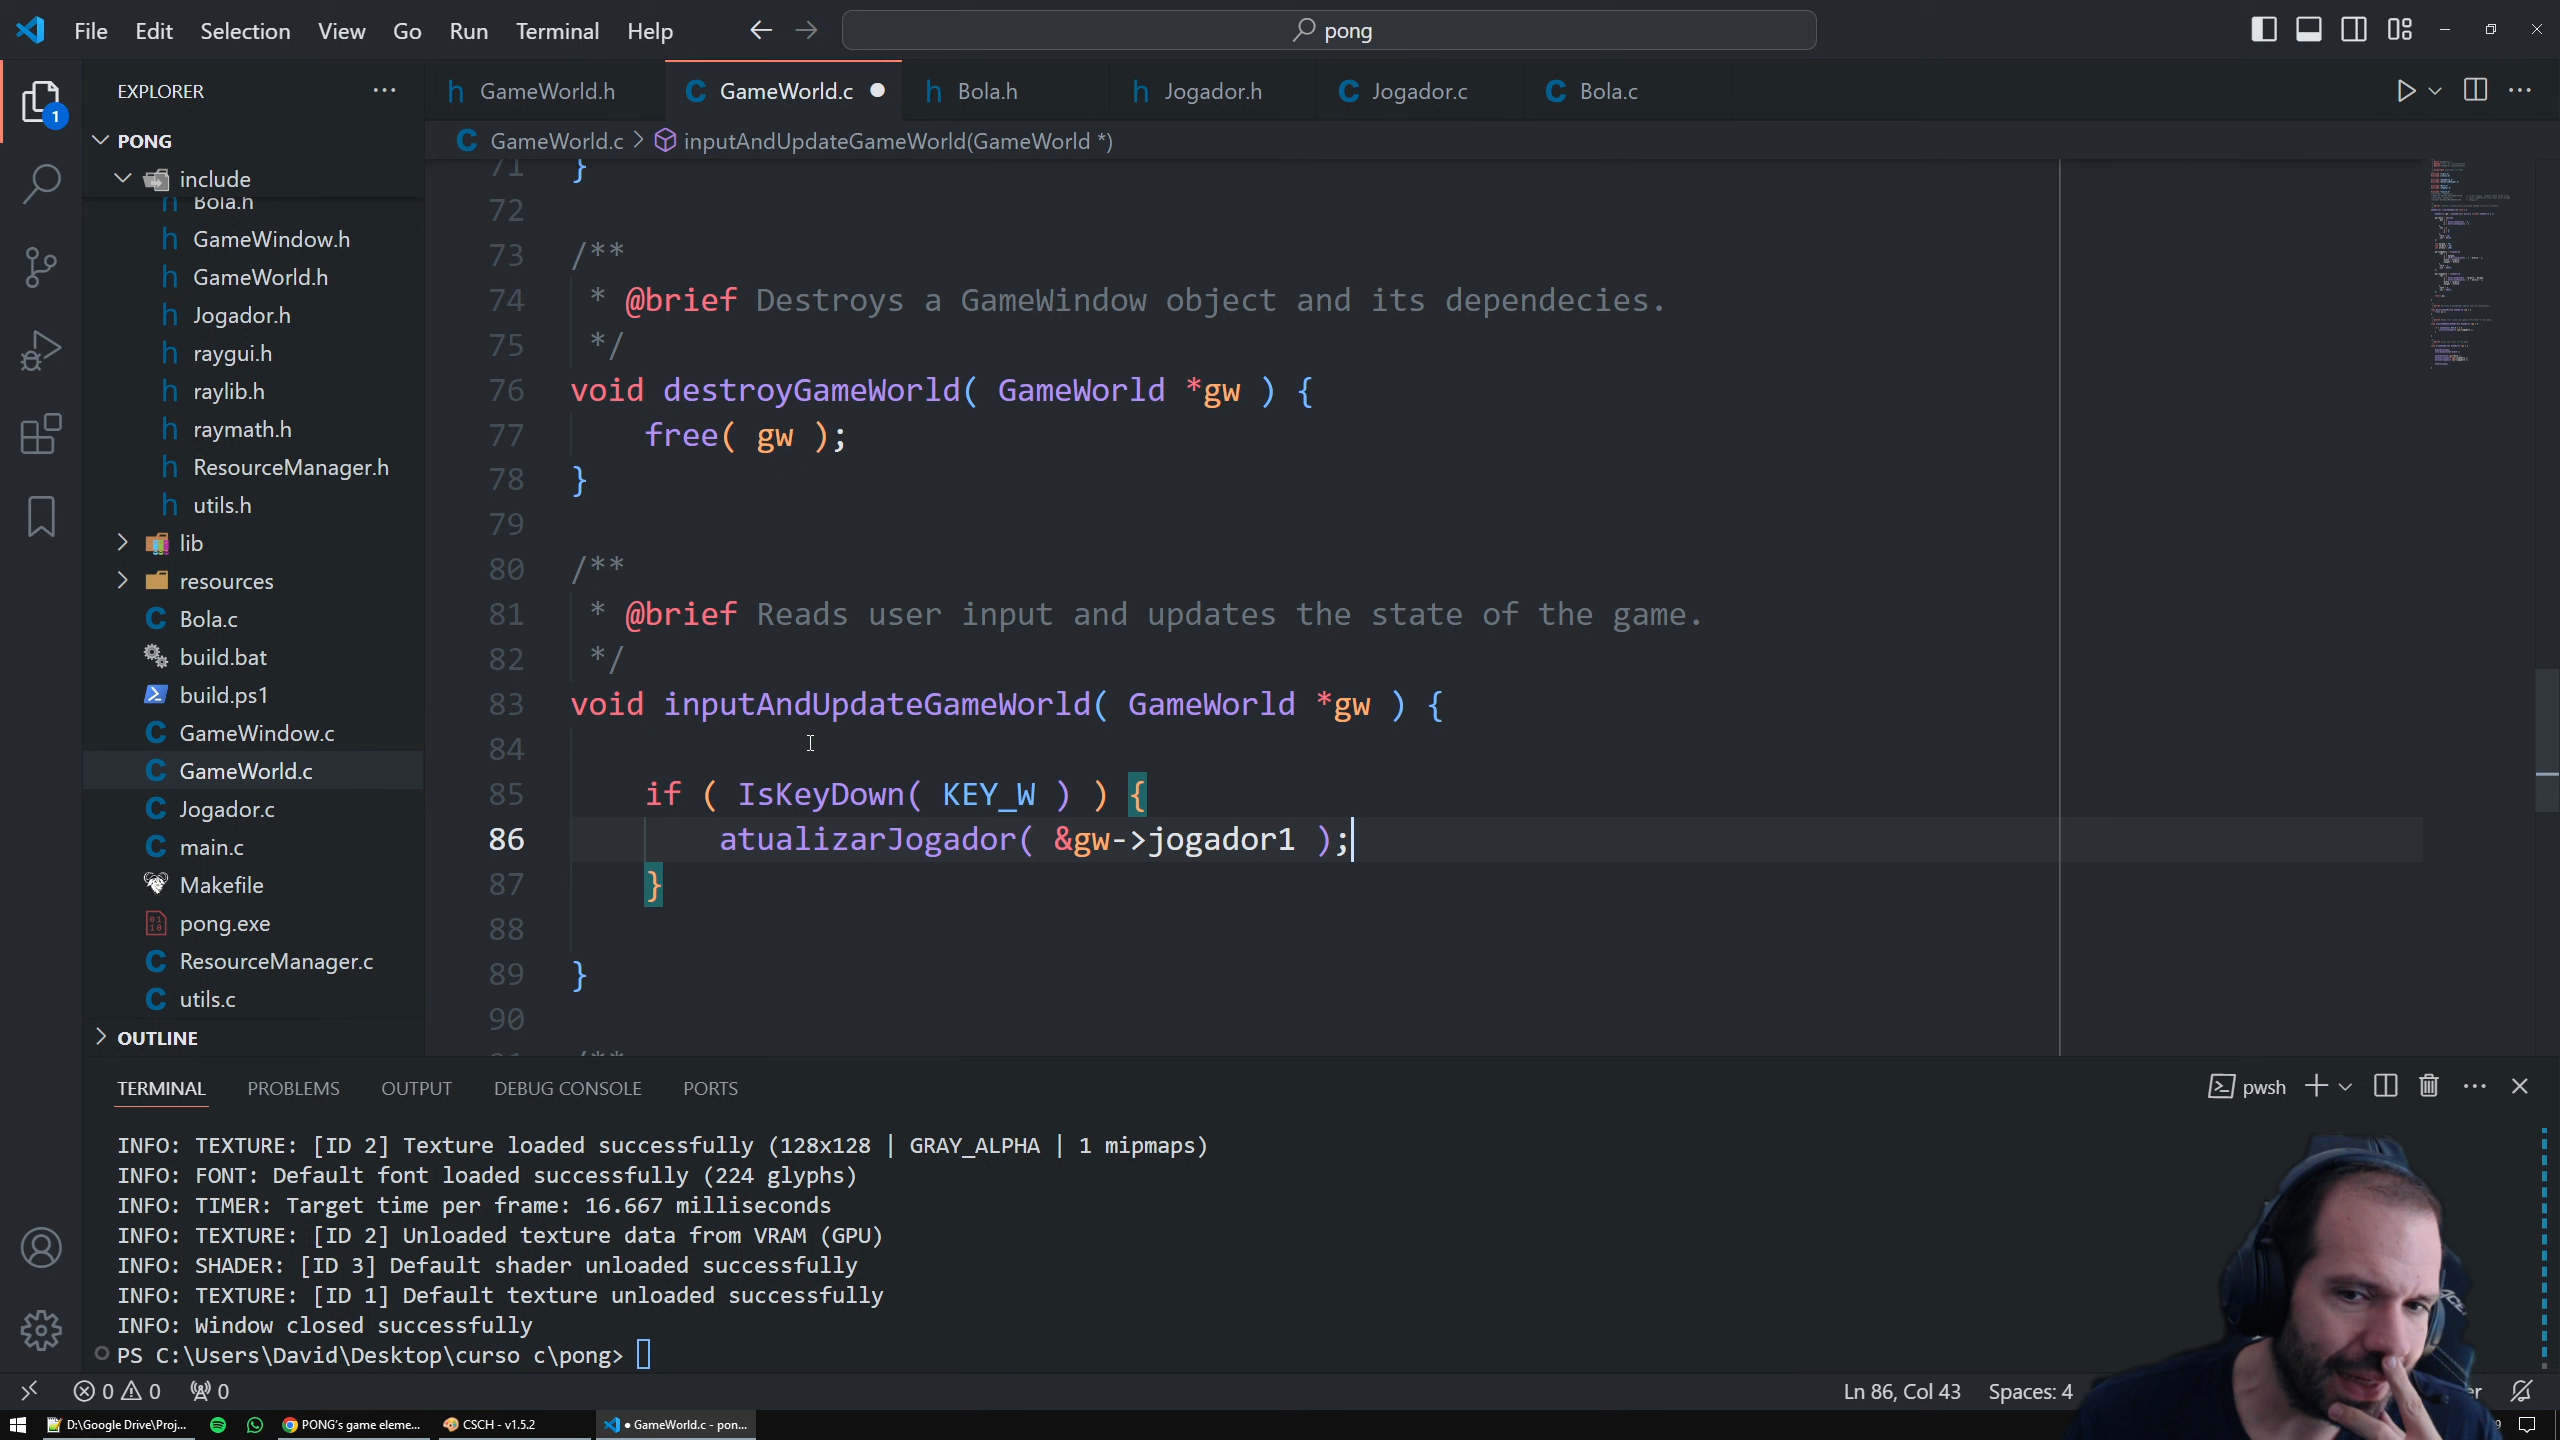 File Edit Selection View Go Run Terminal Help
pong
EXPLORER
PONG
include
Bola.h
GameWindow.h
GameWorld.h
Jogador.h
raygui.h
raylib.h
raymath.h
ResourceManager.h
utils.h
lib
resources
Bola.c
build.bat
build.ps1
GameWindow.c
GameWorld.c
Jogador.c
main.c
Makefile
pong.exe
ResourceManager.c
utils.c
OUTLINE
GameWorld.h GameWorld.c Bola.h Jogador.h Jogador.c Bola.c
GameWorld.c > inputAndUpdateGameWorld(GameWorld *)
71 }
72
73 /**
74 * @brief Destroys a GameWindow object and its dependecies.
75 */
76 void destroyGameWorld( GameWorld *gw ) {
77 free( gw );
78 }
79
80 /**
81 * @brief Reads user input and updates the state of the game.
82 */
83 void inputAndUpdateGameWorld( GameWorld *gw ) {
84
85 if ( IsKeyDown( KEY_W ) ) {
86 atualizarJogador( &gw->jogador1 );
87 }
88
89 }
90
TERMINAL PROBLEMS OUTPUT DEBUG CONSOLE PORTS
pwsh
INFO: TEXTURE: [ID 2] Texture loaded successfully (128x128 | GRAY_ALPHA | 1 mipmaps)
INFO: FONT: Default font loaded successfully (224 glyphs)
INFO: TIMER: Target time per frame: 16.667 milliseconds
INFO: TEXTURE: [ID 2] Unloaded texture data from VRAM (GPU)
INFO: SHADER: [ID 3] Default shader unloaded successfully
INFO: TEXTURE: [ID 1] Default texture unloaded successfully
INFO: Window closed successfully
PS C:\Users\David\Desktop\curso c\pong>
0 0 0 Ln 86, Col 43 Spaces: 4
D:\Google Drive\Proj... PONG's game eleme... CSCH - v1.5.2 ● GameWorld.c - pon...